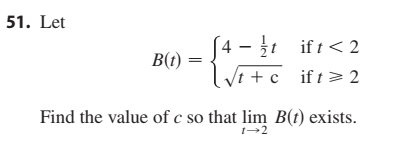 51. Let
B(t) = { 4 − ½t if t < 2
√t + c if t ≥ 2
Find the value of c so that lim B(t) exists.
t→2